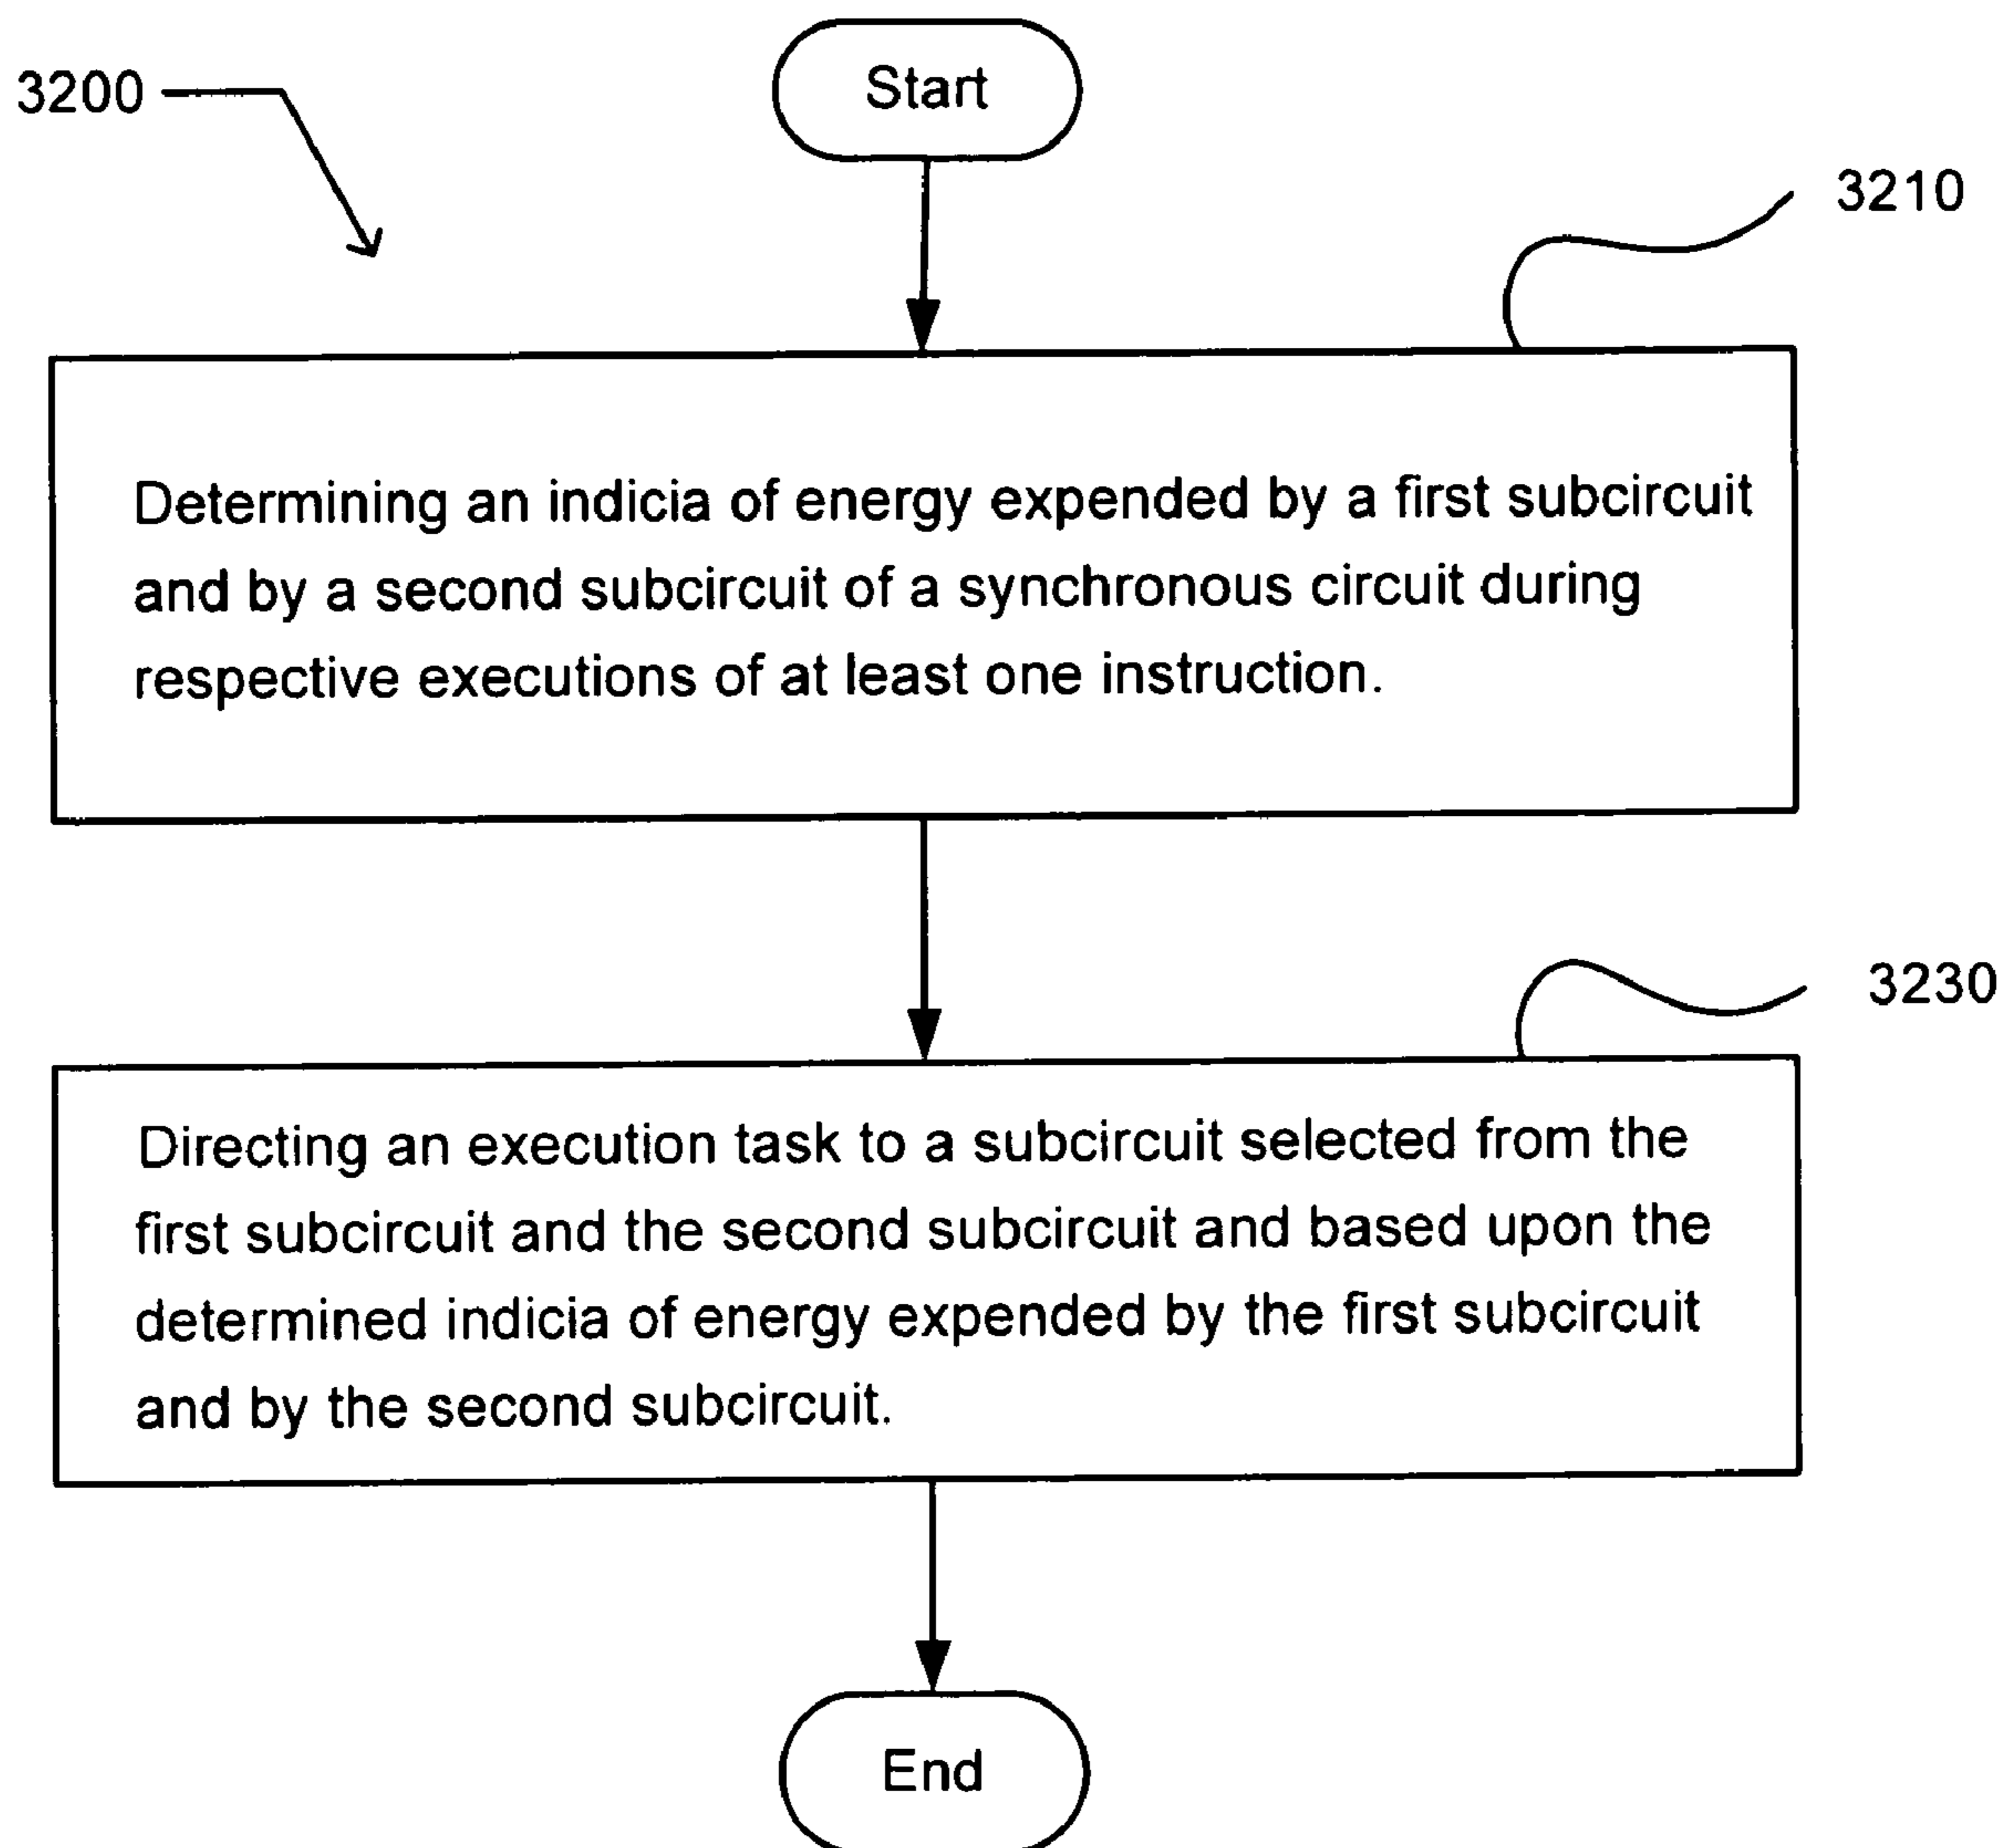 Start
3200
3210
Determining an indicia of energy expended by a first subcircuit
and by a second subcircuit of a synchronous circuit during
respective executions of at least one instruction.
3230
Directing an execution task to a subcircuit selected from the
first subcircuit and the second subcircuit and based upon the
determined indicia of energy expended by the first subcircuit
and by the second subcircuit.
End